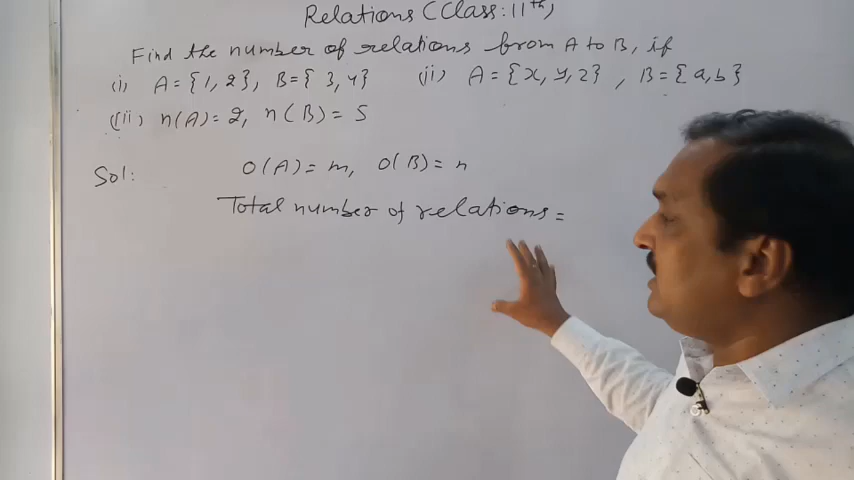 Relations (Class: 11th)
Find the number of relations from A to B, if
(i) A = {1, 2}, B = { 3, 4} (ii) A = {x, y, z} , B = { a, b }
(iii) n(A) = 2, n(B) = 5
Sol: O(A) = m, O(B) = n
Total number of relations =